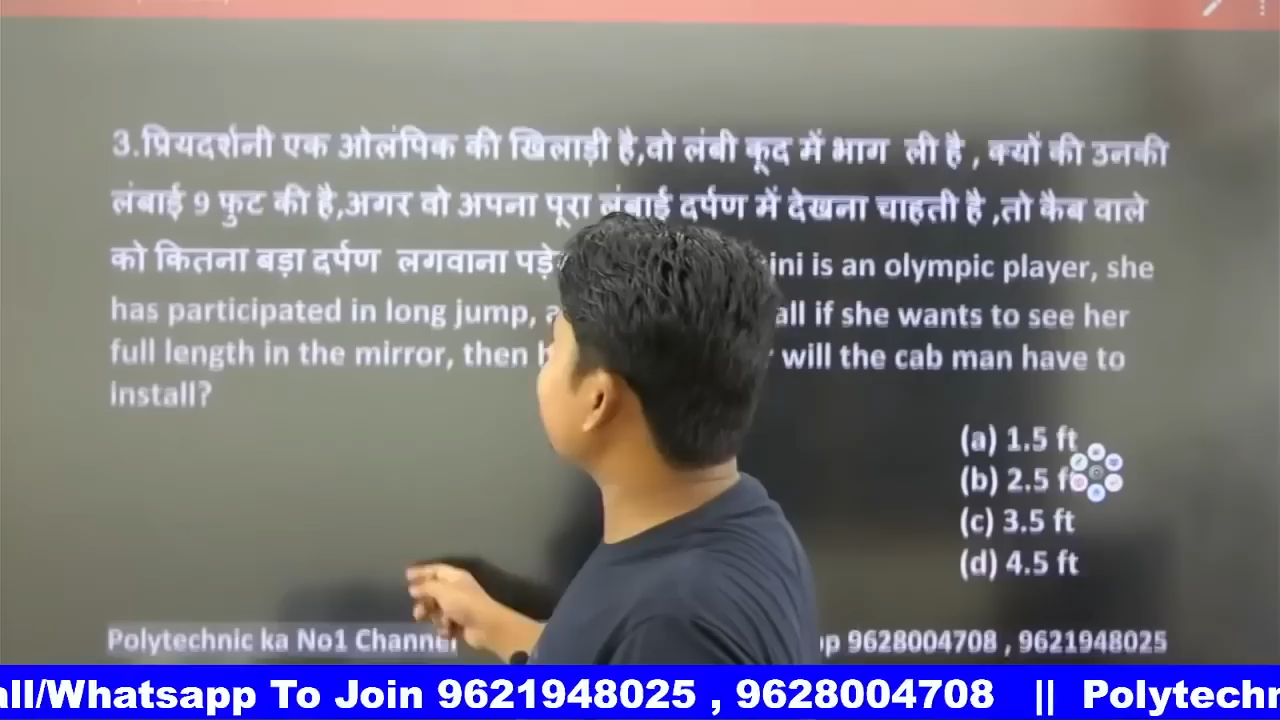 3.प्रियदर्शनी एक ओलंपिक की खिलाड़ी है,वो लंबी कूद में भाग ली है , क्यों की उनकी
लंबाई 9 फुट की है,अगर वो अपना पूरा लंबाई दर्पण में देखना चाहती है ,तो कैब वाले
को कितना बड़ा दर्पण लगवाना पड़े ini is an olympic player, she
has participated in long jump, all if she wants to see her
full length in the mirror, then will the cab man have to
install?
(a) 1.5 ft
(b) 2.5
(c) 3.5 ft
(d) 4.5 ft
Polytechnic ka No1 Channel pp 9628004708 , 9621948025
all/Whatsapp To Join 9621948025 , 9628004708 || Polytechn